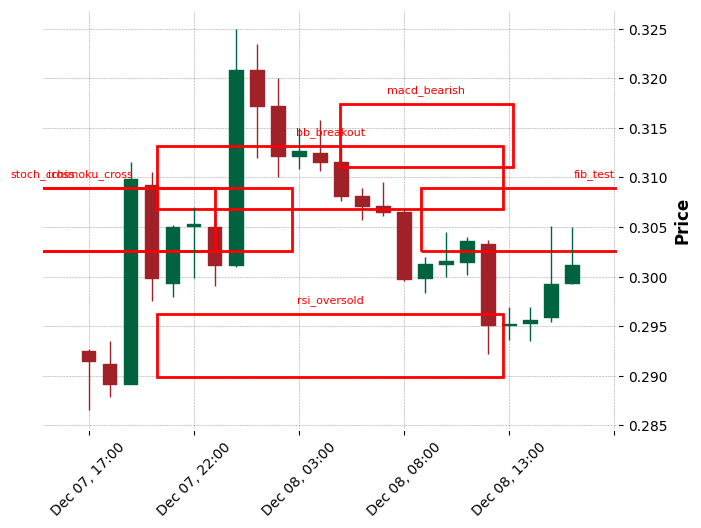 0.325
0.320
macd_bearish
0.315
bb_breakout
0.310
stoch_cross
ichimoku_cross
fib_test
0.305
Price
0.300
rsi_oversold
0.295
0.290
0.285
Dec 07, 17:00
Dec 07, 22:00
Dec 08, 03:00
Dec 08, 08:00
Dec 08, 13:00